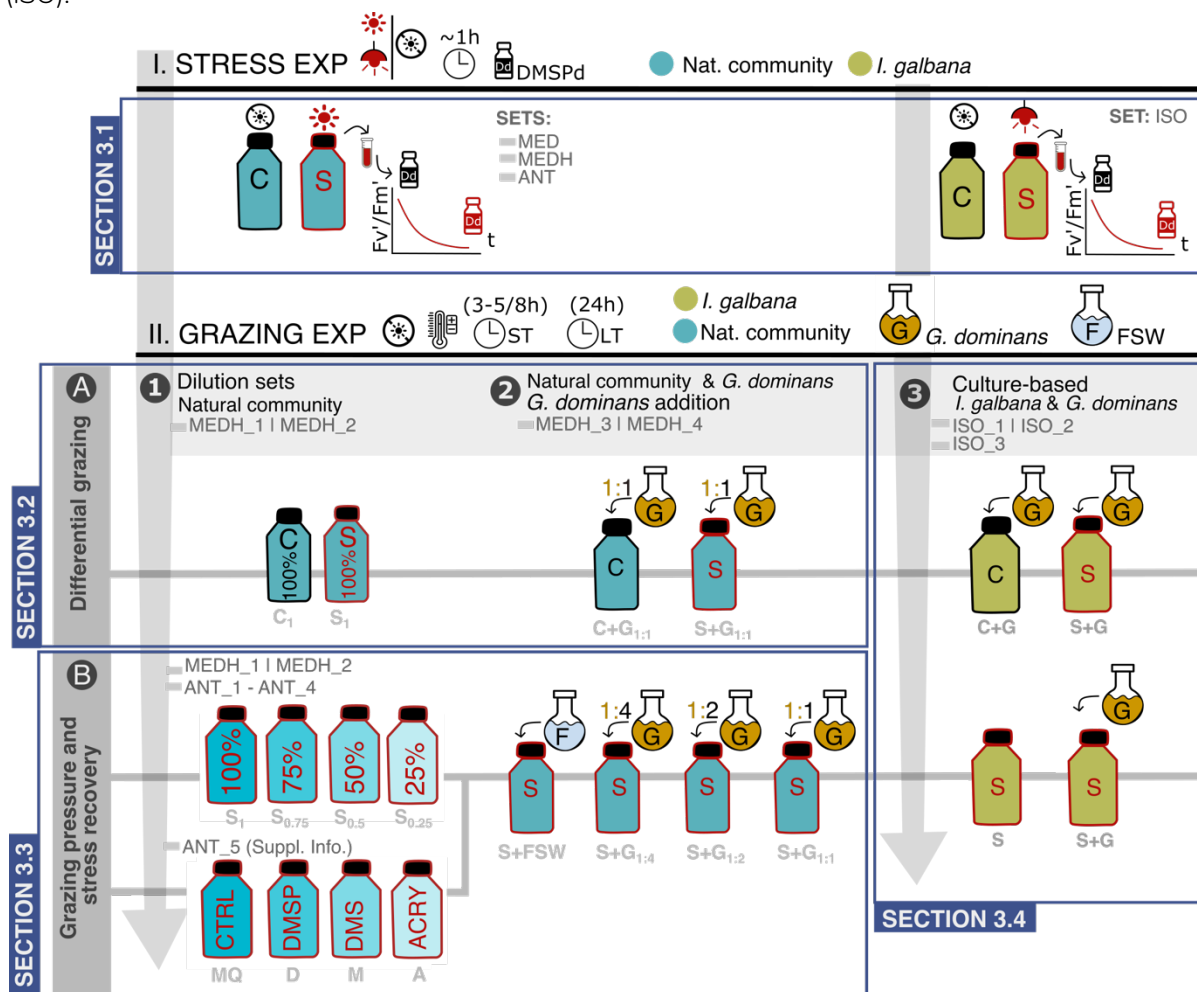 (ISO).
I. STRESS EXP ~1h Dd DMSPd Nat. community I. galbana
SECTION 3.1
C S
Dd
Fv'/Fm'
Dd
t
SETS:
MED
MEDH
ANT
SET: ISO
C S
Dd
Fv'/Fm'
Dd
t
II. GRAZING EXP (3-5/8h) ST (24h) LT
I. galbana
Nat. community
G G. dominans F FSW
SECTION 3.2
A
Differential grazing
1 Dilution sets
Natural community
MEDH_1 | MEDH_2
2 Natural community & G. dominans
G. dominans addition
MEDH_3 | MEDH_4
3 Culture-based
I. galbana & G. dominans
ISO_1 | ISO_2
ISO_3
100% C 100% S
C1 S1
1:1 G 1:1 G
C S
C+G1:1 S+G1:1
G G
C S
C+G S+G
SECTION 3.3
B
Grazing pressure and
stress recovery
MEDH_1 | MEDH_2
ANT_1 - ANT_4
100% 75% 50% 25%
S1 S0.75 S0.5 S0.25
F 1:4 G 1:2 G 1:1 G
S S S S
S+FSW S+G1:4 S+G1:2 S+G1:1
G
S S
S S+G
ANT_5 (Suppl. Info.)
CTRL DMSP DMS ACRY
MQ D M A
SECTION 3.4